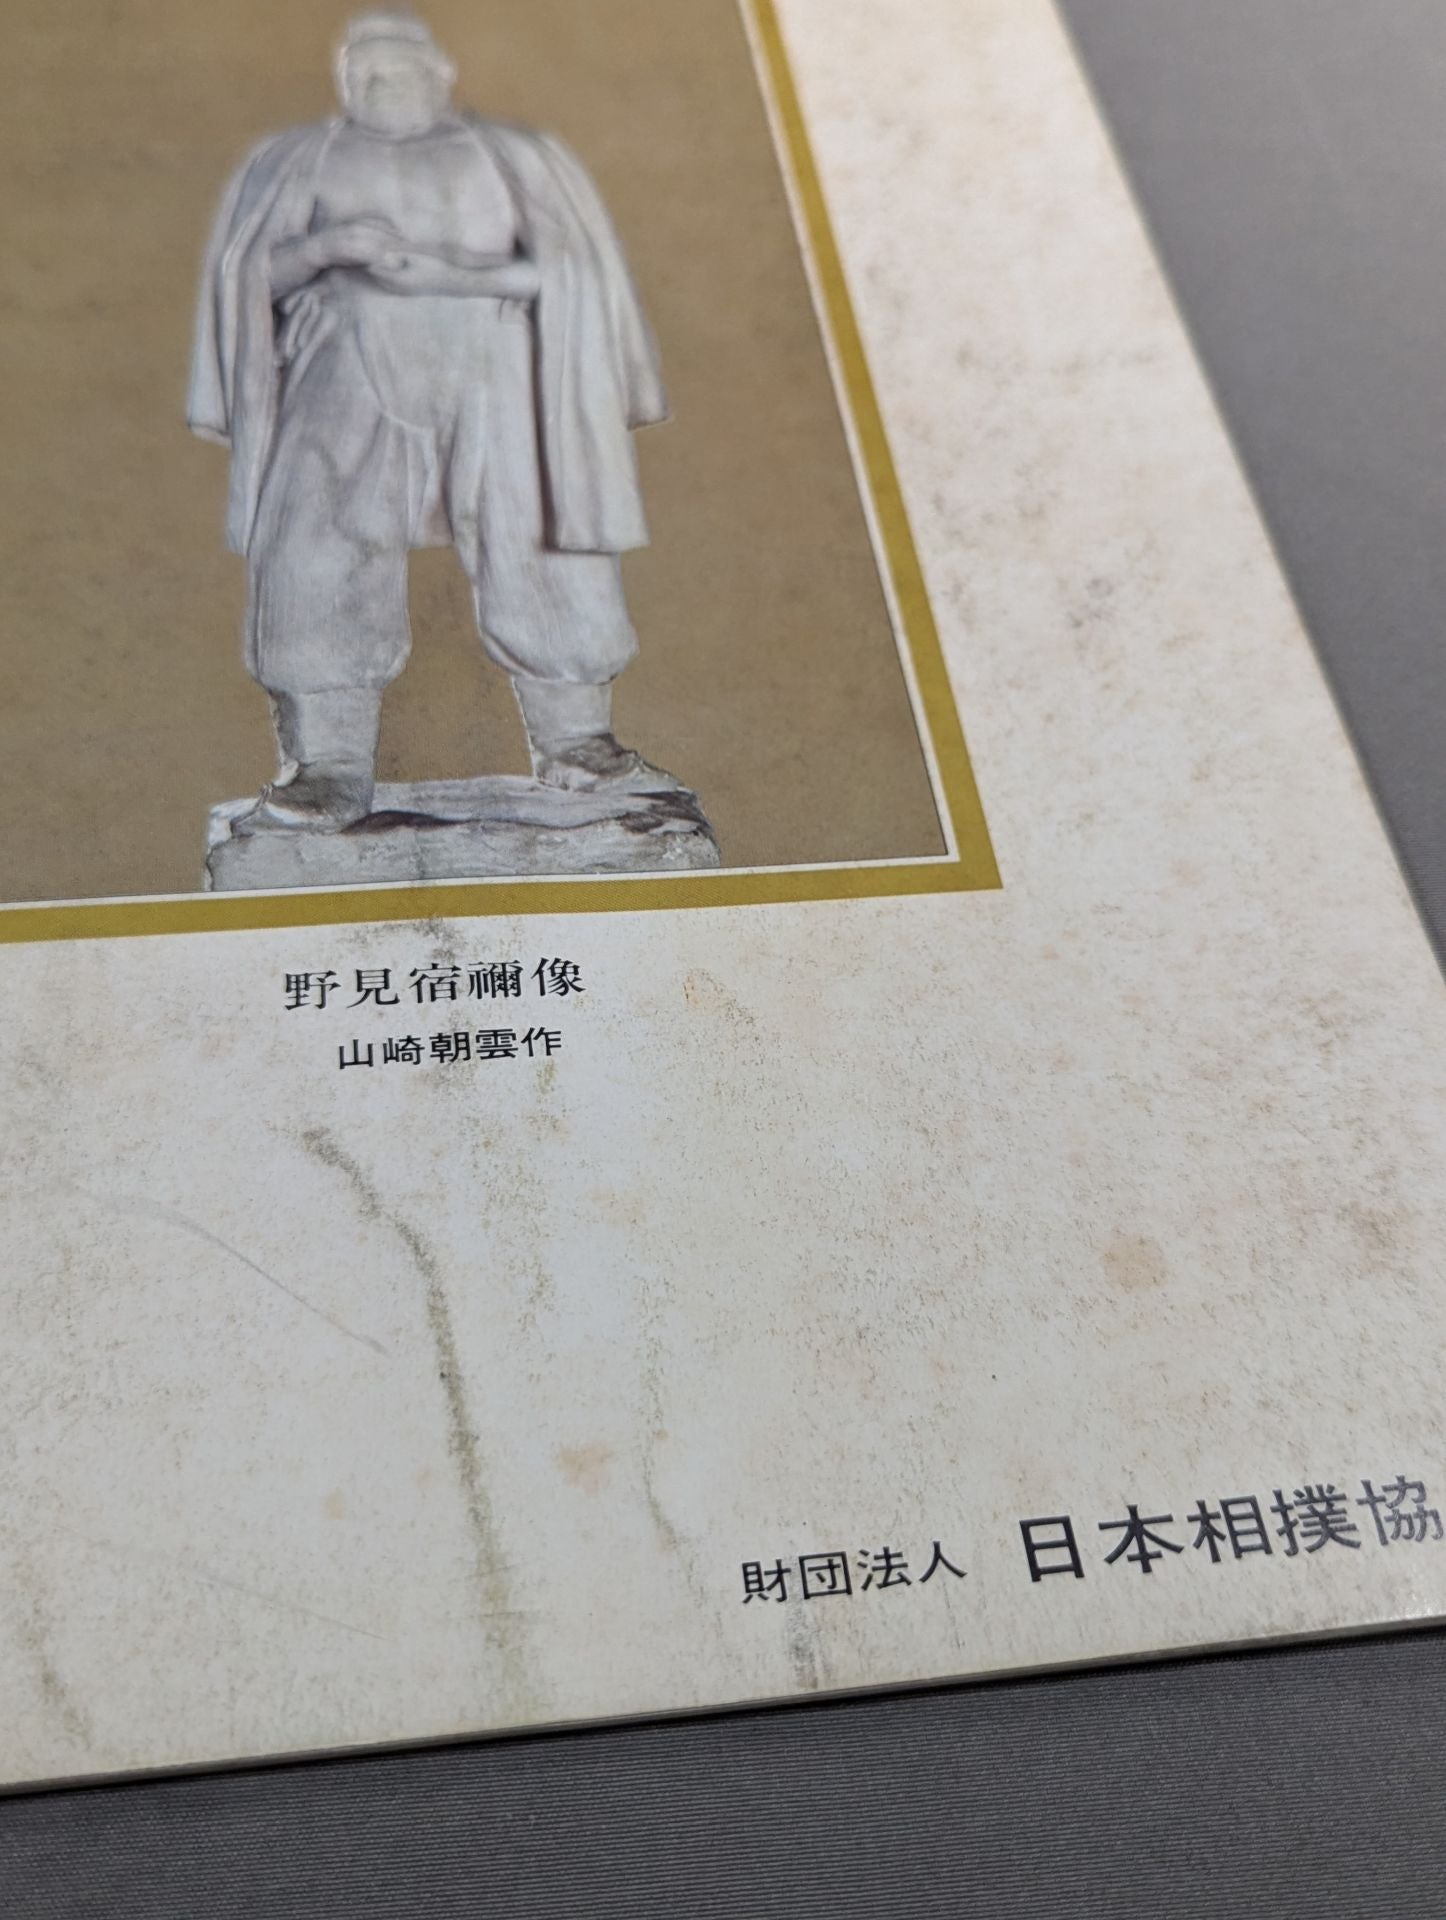 野見宿禰像
山崎朝雲作
財団法人 日本相撲協